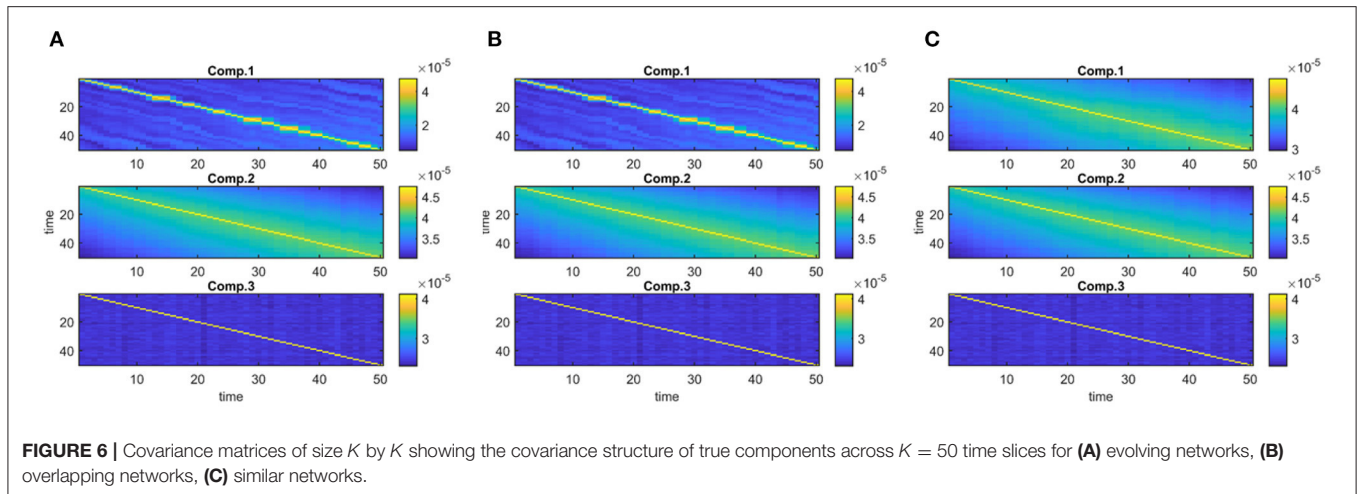 A
Comp.1
×10⁻⁵
20
40
4
2
10 20 30 40 50
Comp.2
×10⁻⁵
time
20
40
4.5
4
3.5
10 20 30 40 50
Comp.3
×10⁻⁵
20
40
4
3
10 20 30 40 50
time
B
Comp.1
×10⁻⁵
20
40
4
2
10 20 30 40 50
Comp.2
×10⁻⁵
time
20
40
4.5
4
3.5
10 20 30 40 50
Comp.3
×10⁻⁵
20
40
4
3
10 20 30 40 50
time
C
Comp.1
×10⁻⁵
20
40
4
3
10 20 30 40 50
Comp.2
×10⁻⁵
time
20
40
4.5
4
3.5
10 20 30 40 50
Comp.3
×10⁻⁵
20
40
4
3
10 20 30 40 50
time
FIGURE 6 | Covariance matrices of size K by K showing the covariance structure of true components across K = 50 time slices for (A) evolving networks, (B)
overlapping networks, (C) similar networks.